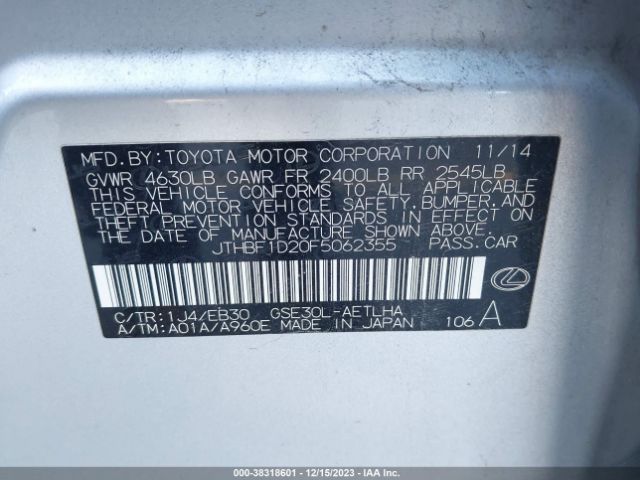 MFD.BY:TOYOTA MOTOR CORPORATION 11/14
GVWR 4630LB GAWR FR 2400LB RR 2545LB
THIS VEHICLE CONFORMS TO ALL APPLICABLE
FEDERAL MOTOR VEHICLE SAFETY,BUMPER,AND
THEFT PREVENTION STANDARDS IN EFFECT ON
THE DATE OF MANUFACTURE SHOWN ABOVE.
JTHBF1D20F5062355 PASS.CAR
C/TR:1J4/EB30 GSE30L-AETLHA
A/TM:A01A/A960E MADE IN JAPAN 106 A
000-38318601 - 12/15/2023 - IAAI.com